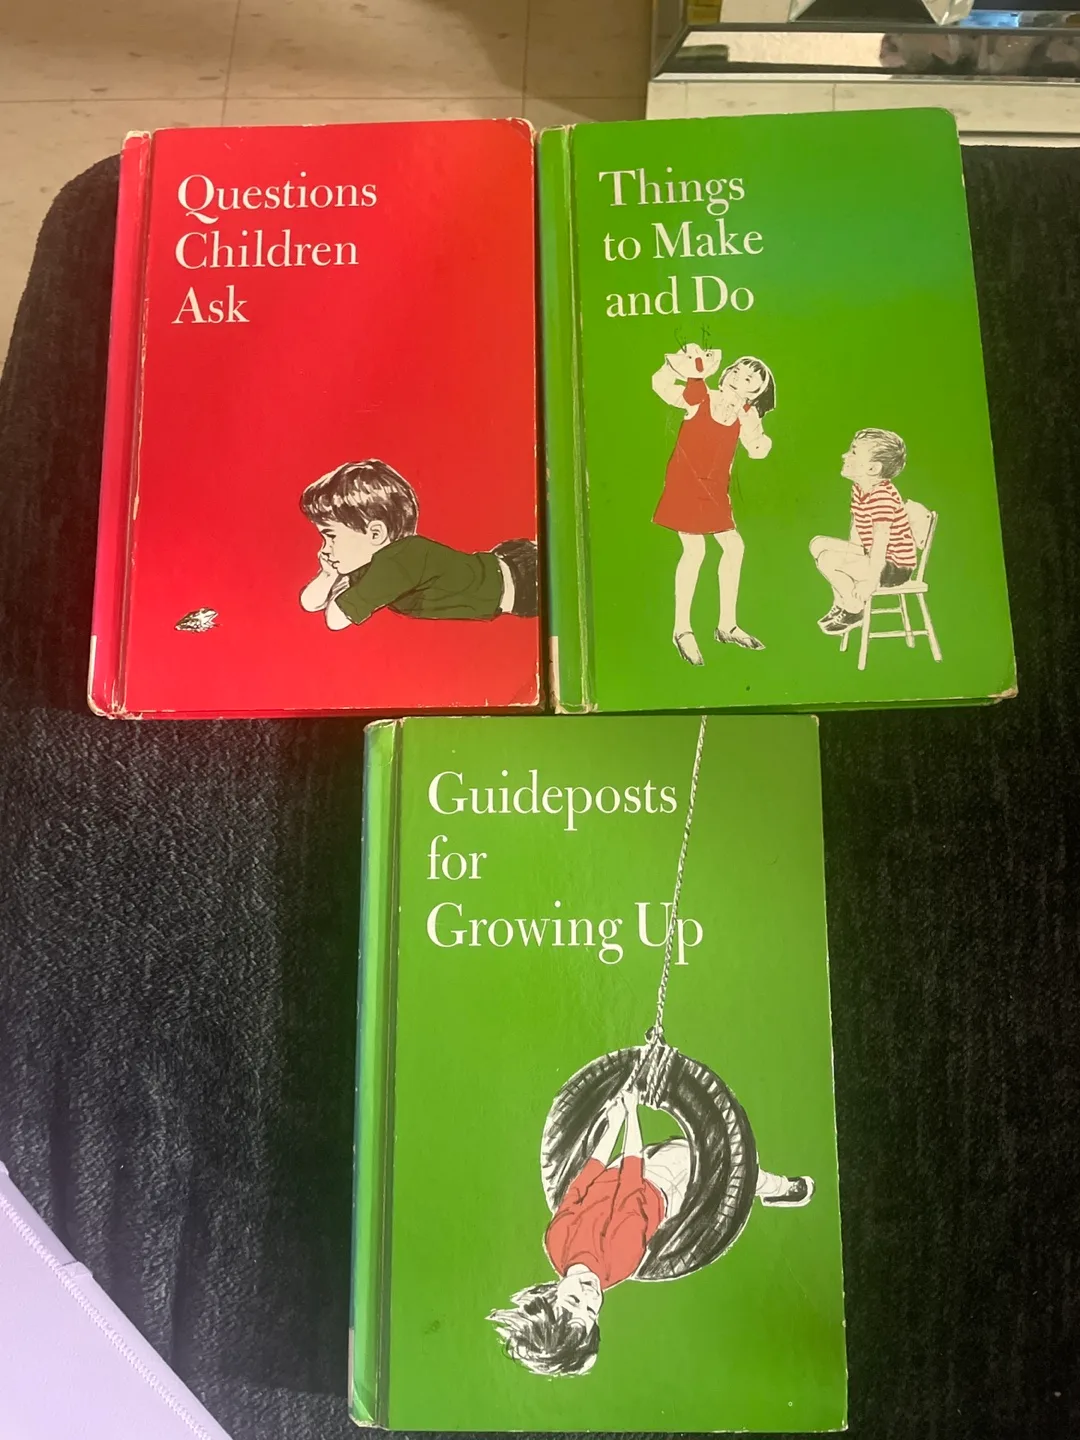 Questions
Children
Ask
Things
to Make
and Do
Guideposts
for
Growing Up